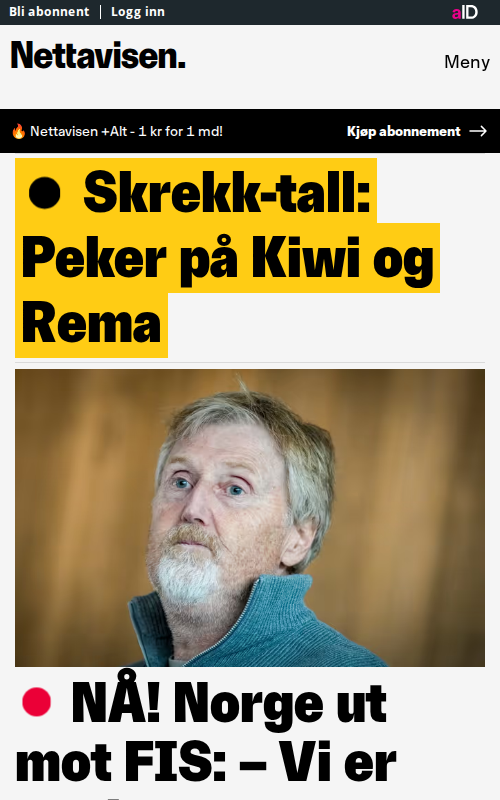 Bli abonnent | Logg inn
aID
Nettavisen.
Meny
🔥 Nettavisen +Alt - 1 kr for 1 md!
Kjøp abonnement →
Skrekk-tall:
Peker på Kiwi og
Rema
NÅ! Norge ut
mot FIS: – Vi er